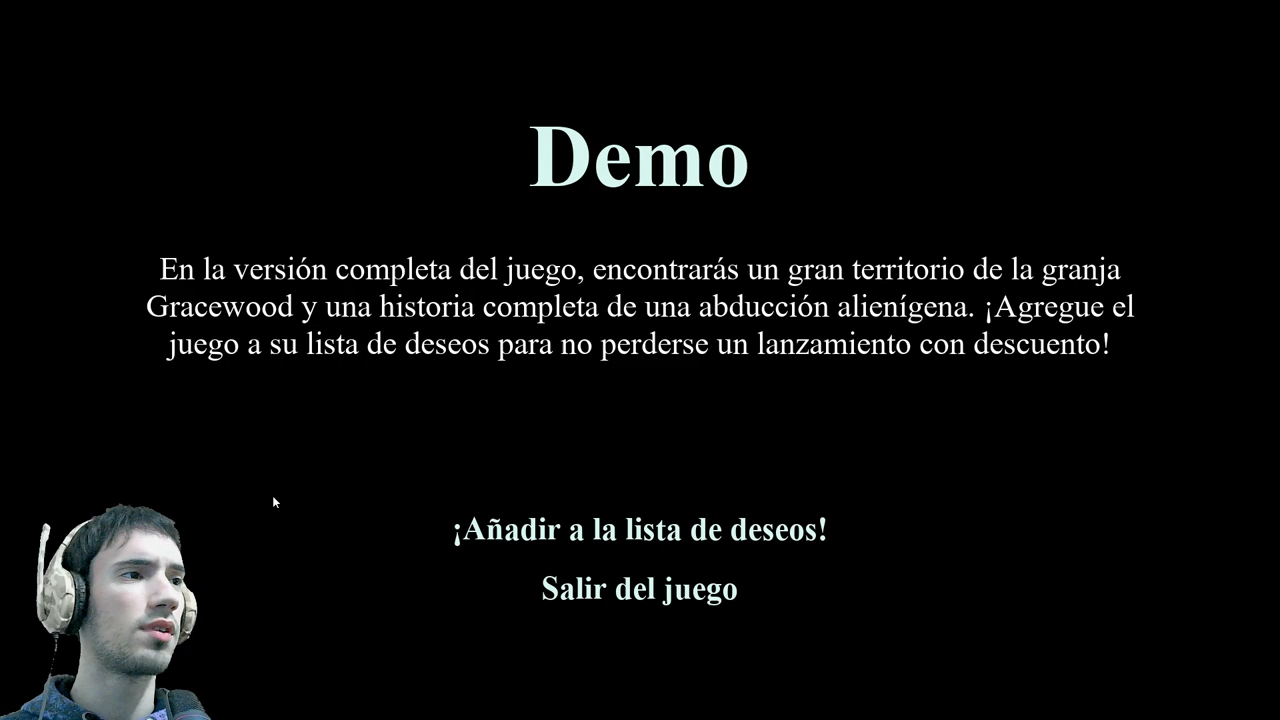 Demo
En la versión completa del juego, encontrarás un gran territorio de la granja
Gracewood y una historia completa de una abducción alienígena. ¡Agregue el
juego a su lista de deseos para no perderse un lanzamiento con descuento!
¡Añadir a la lista de deseos!
Salir del juego